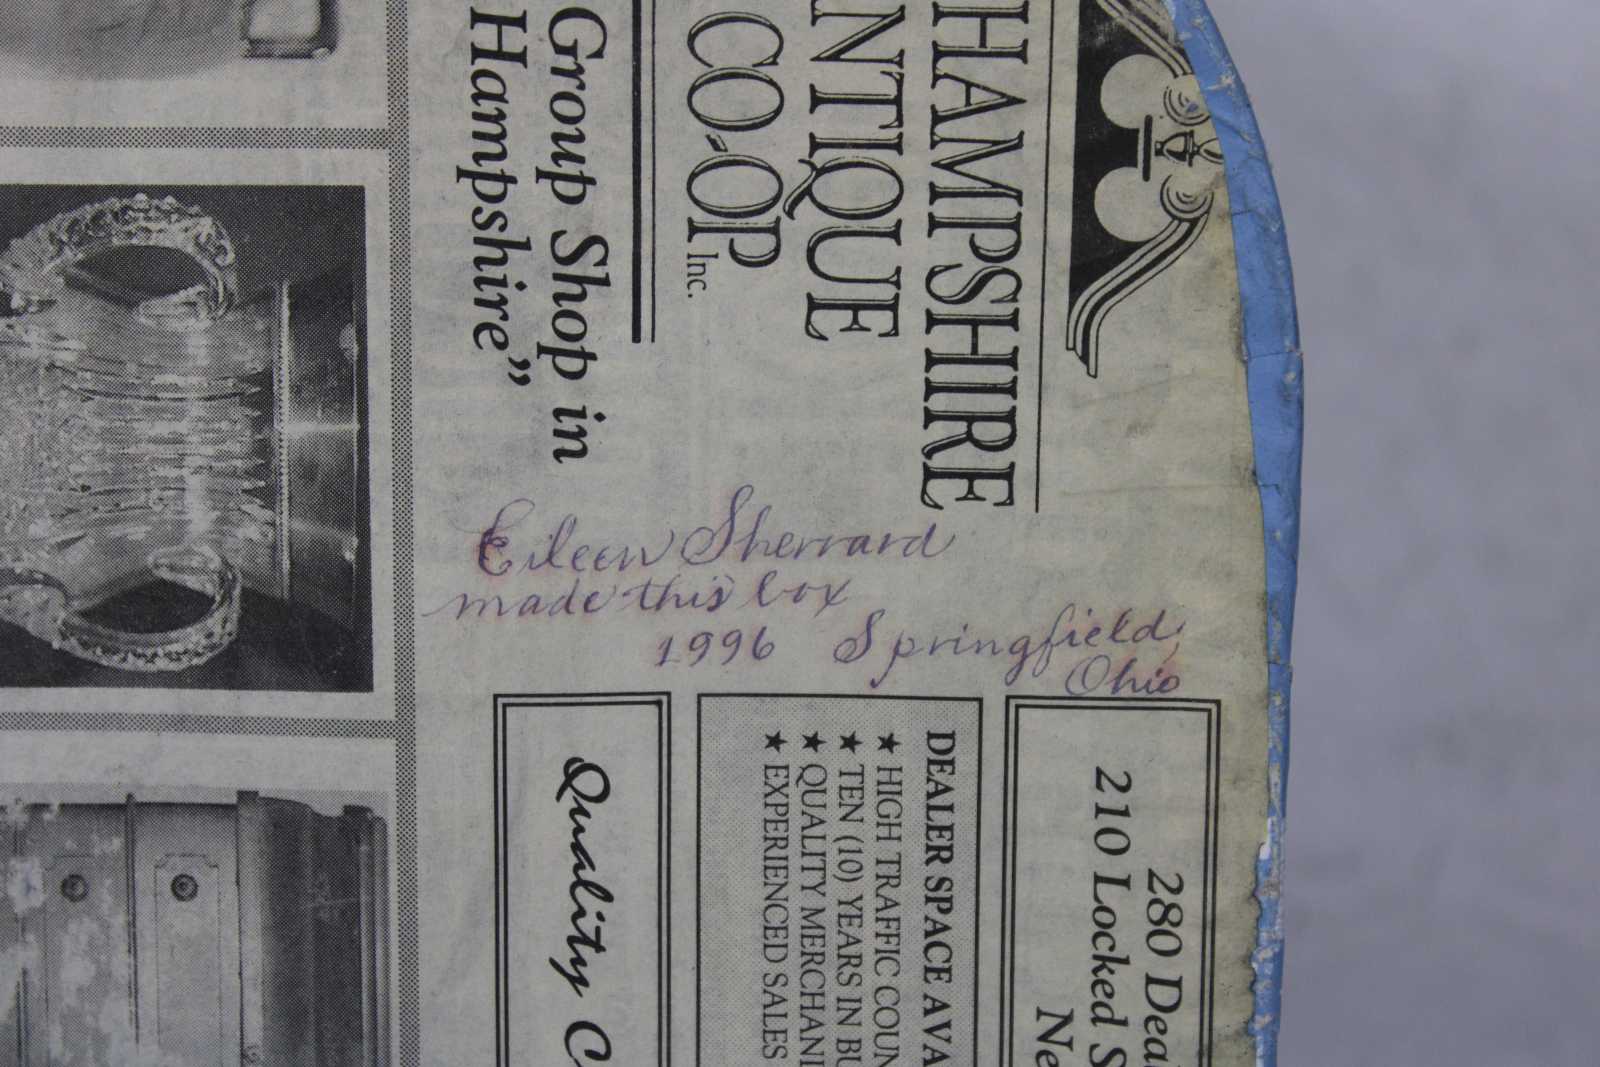 HAMPSHIRE
NTIQUE
CO-OP Inc.
Group Shop in
Hampshire”
Eileen Sherrard
made this box
1996 Springfield,
Ohio
280 Deal
210 Locked S
Ne
DEALER SPACE AVA
★ HIGH TRAFFIC COUN
★ TEN (10) YEARS IN BU
★ QUALITY MERCHANI
★ EXPERIENCED SALES
Quality C